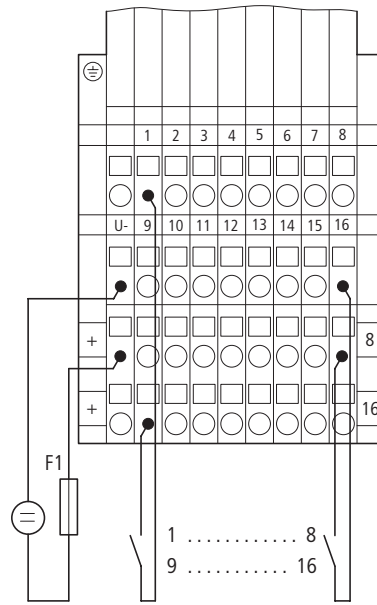 1 2 3 4 5 6 7 8
U- 9 10 11 12 13 14 15 16
+ 8
+ 16
F1
1 ............ 8
9 ............ 16